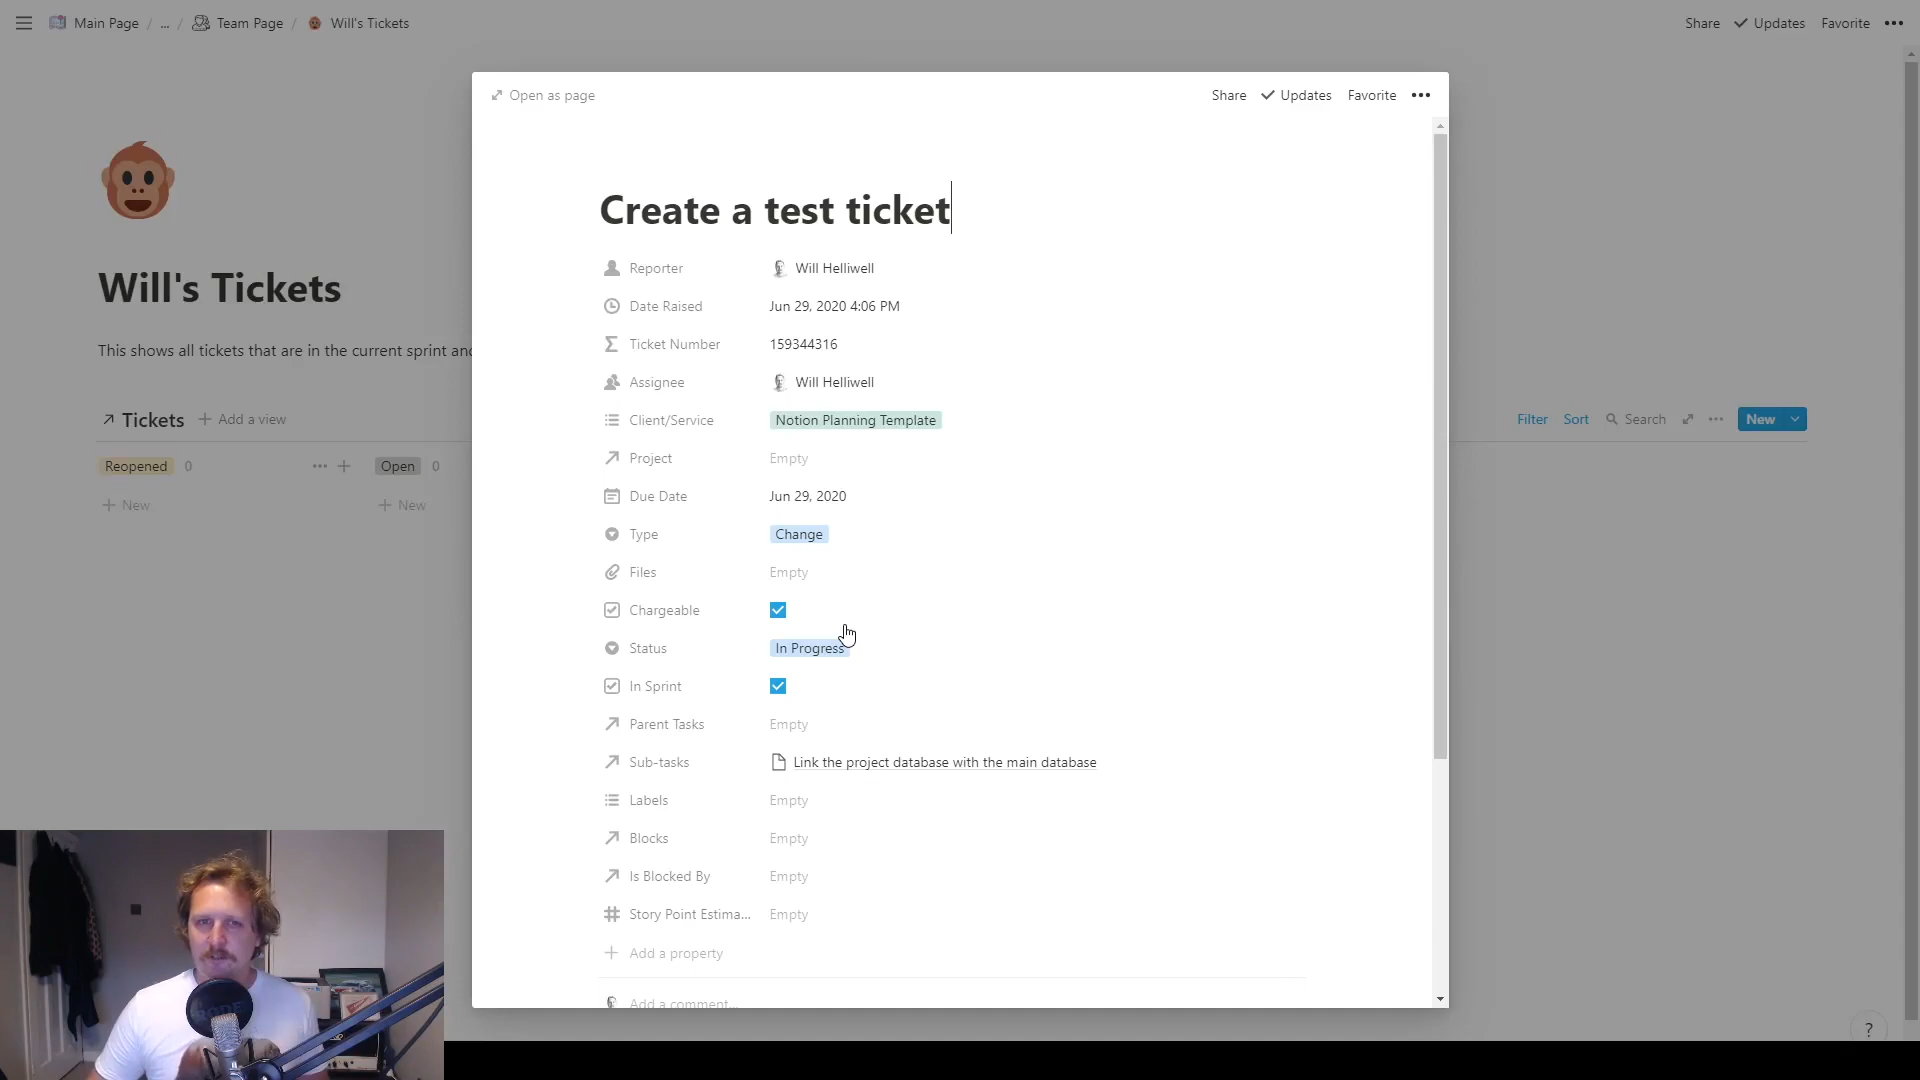 Main Page / ... / Team Page / Will's Tickets
Share Updates Favorite
Open as page
Share Updates Favorite
Create a test ticket
Reporter Will Helliwell
Date Raised Jun 29, 2020 4:06 PM
Ticket Number 159344316
Assignee Will Helliwell
Client/Service Notion Planning Template
Project Empty
Due Date Jun 29, 2020
Type Change
Files Empty
Chargeable
Status In Progress
In Sprint
Parent Tasks Empty
Sub-tasks Link the project database with the main database
Labels Empty
Blocks Empty
Is Blocked By Empty
Story Point Estima... Empty
Add a property
Add a comment...
Will's Tickets
This shows all tickets that are in the current sprint and
Tickets + Add a view
Filter Sort Search New
Reopened 0
Open 0
+ New
+ New
RODE
?